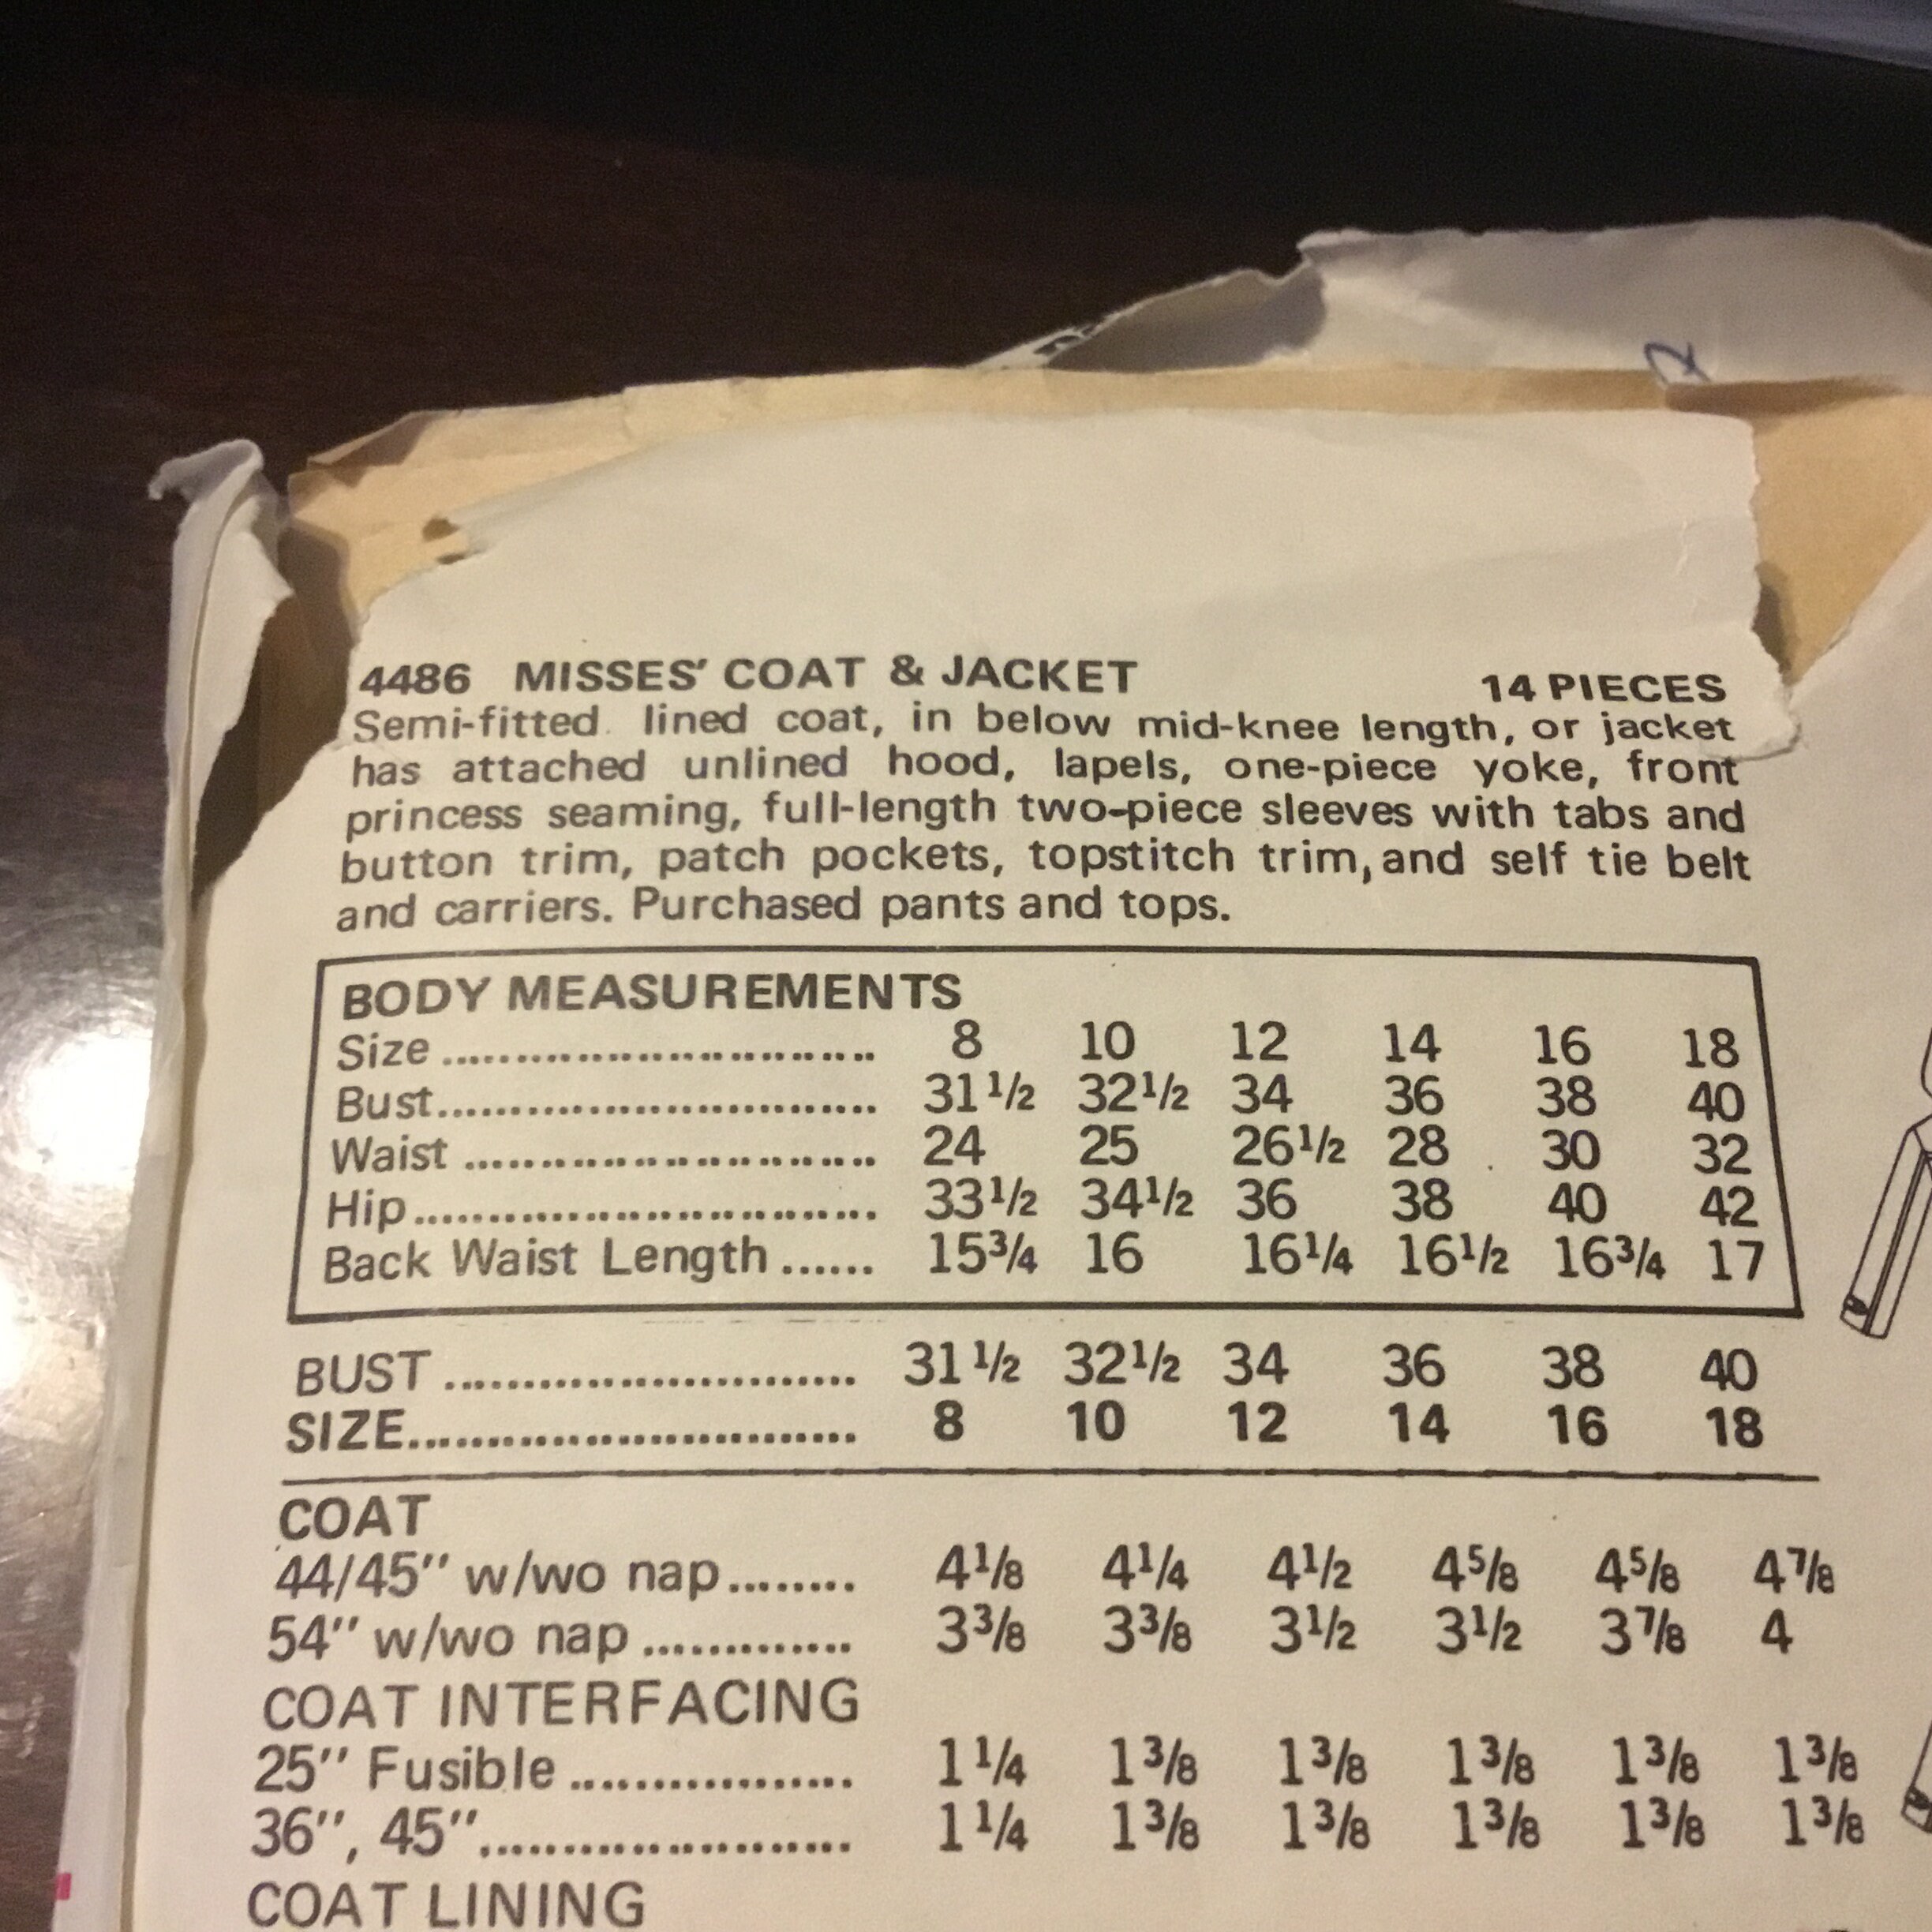 4486 MISSES' COAT & JACKET 14 PIECES
Semi-fitted. lined coat, in below mid-knee length, or jacket
has attached unlined hood, lapels, one-piece yoke, front
princess seaming, full-length two-piece sleeves with tabs and
button trim, patch pockets, topstitch trim, and self tie belt
and carriers. Purchased pants and tops.
BODY MEASUREMENTS
Size .............................. 8 10 12 14 16 18
Bust.............................. 31½ 32½ 34 36 38 40
Waist ............................ 24 25 26½ 28 30 32
Hip................................ 33½ 34½ 36 38 40 42
Back Waist Length ...... 15¾ 16 16¼ 16½ 16¾ 17
BUST ............................ 31½ 32½ 34 36 38 40
SIZE.............................. 8 10 12 14 16 18
COAT
44/45" w/wo nap........ 4⅛ 4¼ 4½ 4⅝ 4⅝ 4⅞
54" w/wo nap ............. 3⅜ 3⅜ 3½ 3½ 3⅞ 4
COAT INTERFACING
25" Fusible .................. 1¼ 1⅜ 1⅜ 1⅜ 1⅜ 1⅜
36", 45"........................ 1¼ 1⅜ 1⅜ 1⅜ 1⅜ 1⅜
COAT LINING